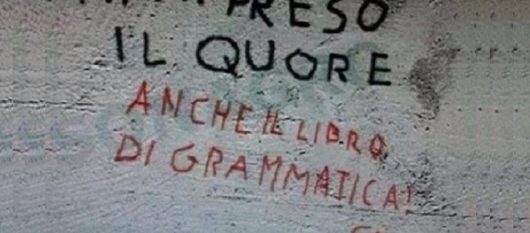 PRESO
IL QUORE
ANCHE IL LIBRO
DI GRAMMATICA!